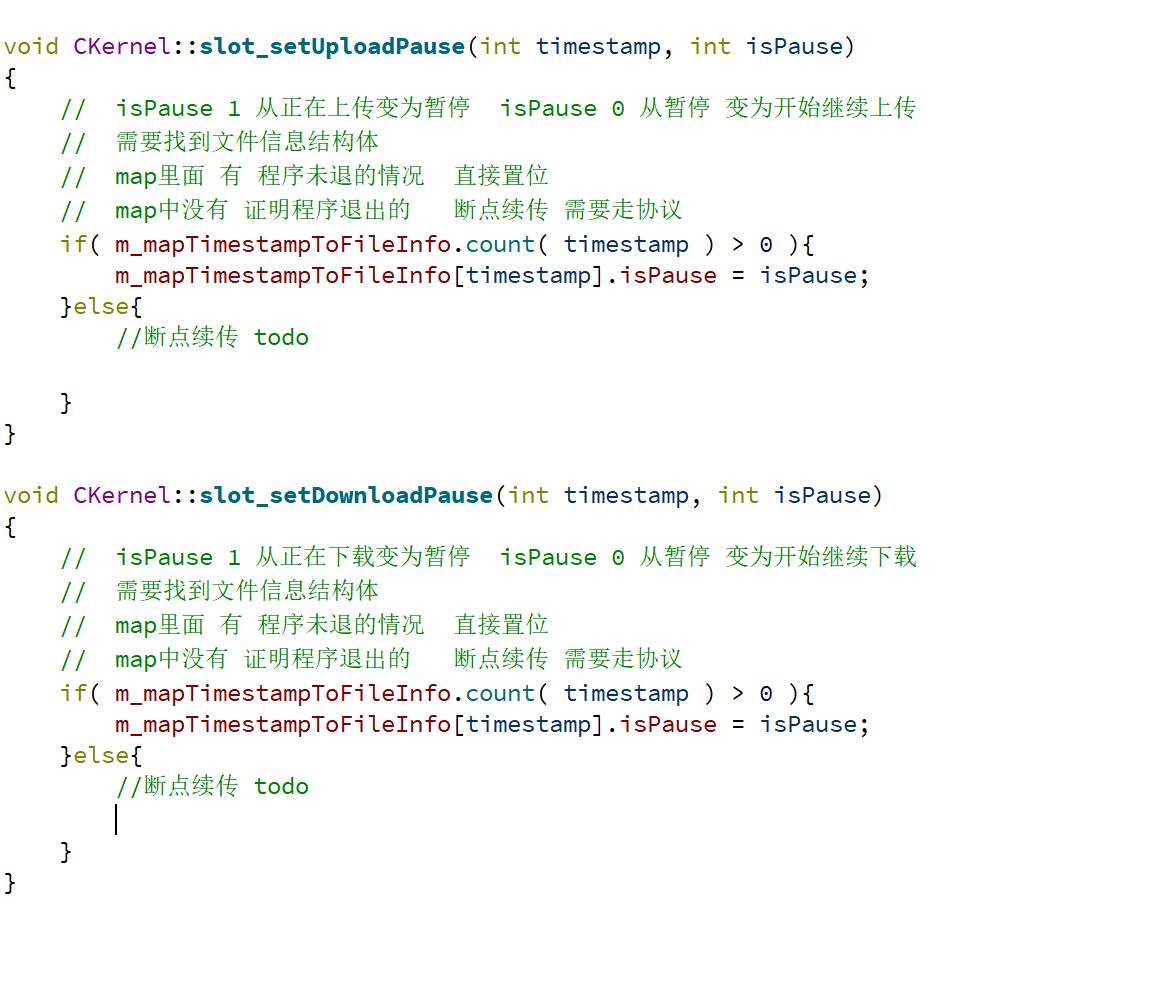 void CKernel::slot_setUploadPause(int timestamp, int isPause)
{
    //  isPause 1 从正在上传变为暂停  isPause 0 从暂停 变为开始继续上传
    //  需要找到文件信息结构体
    //  map里面 有 程序未退的情况  直接置位
    //  map中没有 证明程序退出的   断点续传 需要走协议
    if( m_mapTimestampToFileInfo.count( timestamp ) > 0 ){
        m_mapTimestampToFileInfo[timestamp].isPause = isPause;
    }else{
        //断点续传 todo
    }
}
void CKernel::slot_setDownloadPause(int timestamp, int isPause)
{
    //  isPause 1 从正在下载变为暂停  isPause 0 从暂停 变为开始继续下载
    //  需要找到文件信息结构体
    //  map里面 有 程序未退的情况  直接置位
    //  map中没有 证明程序退出的   断点续传 需要走协议
    if( m_mapTimestampToFileInfo.count( timestamp ) > 0 ){
        m_mapTimestampToFileInfo[timestamp].isPause = isPause;
    }else{
        //断点续传 todo
    }
}